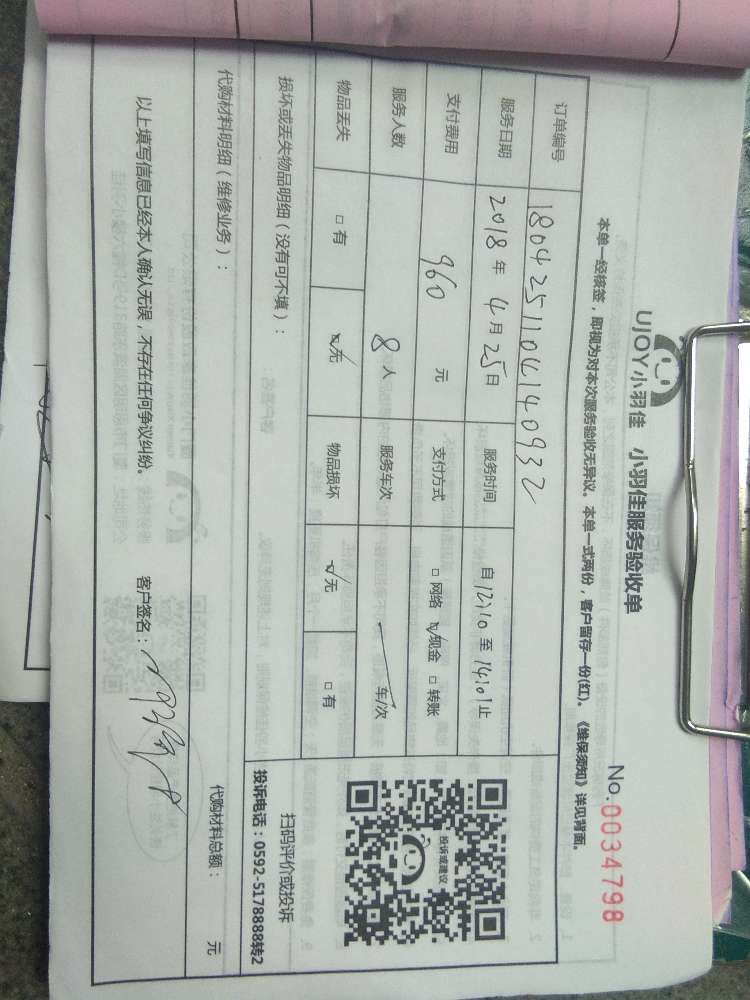 UJOY小羽佳 小羽佳服务验收单
No.0034798
本单一经核签，即视为对本次服务验收无异议。本单一式两份，客户留存一份(红)。《维保须知》详见背面。
订单编号 1804251104140932
服务日期 2018年4月25日 服务时间 自12:10至14:01止
支付费用 960元 支付方式 □网络 ☑现金 □转账
服务人数 8人 服务车次 — 车/次
物品丢失 □有 ☑无 物品损坏 ☑无 □有
投诉或建议
扫码评价或投诉
投诉电话：0592-5178888转2
损坏或丢失物品明细（没有可不填）：
代购材料明细（维修业务）：
代购材料总额： 元
以上填写信息已经本人确认无误，不存在任何争议纠纷。 客户签名：